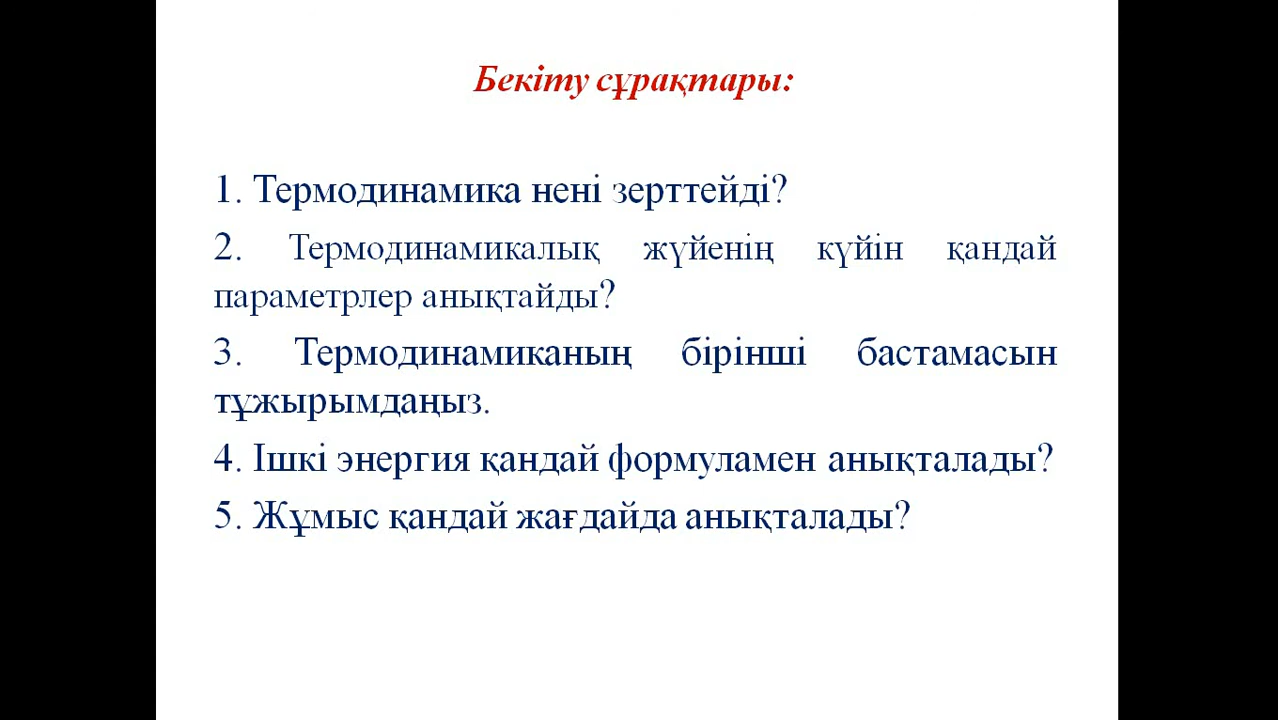 Бекіту сұрақтары:
1. Термодинамика нені зерттейді?
2. Термодинамикалық жүйенің күйін қандай
параметрлер анықтайды?
3. Термодинамиканың бірінші бастамасын
тұжырымдаңыз.
4. Ішкі энергия қандай формуламен анықталады?
5. Жұмыс қандай жағдайда анықталады?